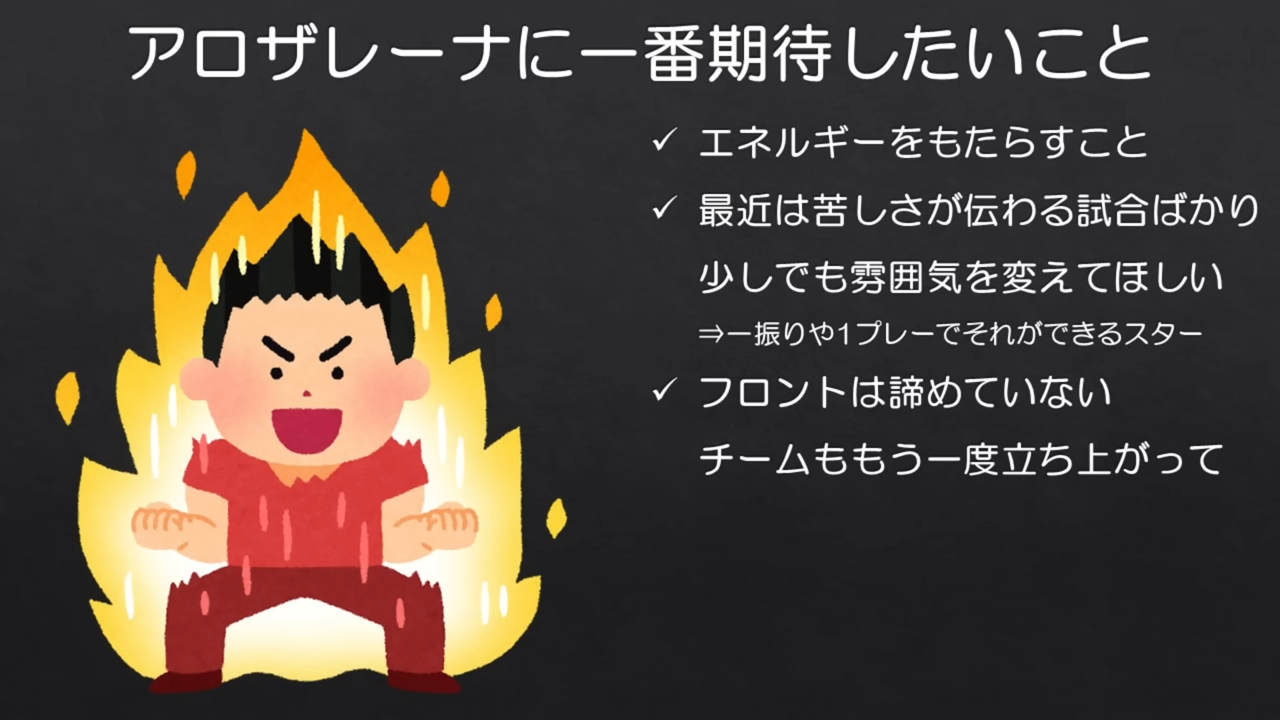 アロザレーナに一番期待したいこと
✓ エネルギーをもたらすこと
✓ 最近は苦しさが伝わる試合ばかり
少しでも雰囲気を変えてほしい
⇒一振りや1プレーでそれができるスター
✓ フロントは諦めていない
チームももう一度立ち上がって